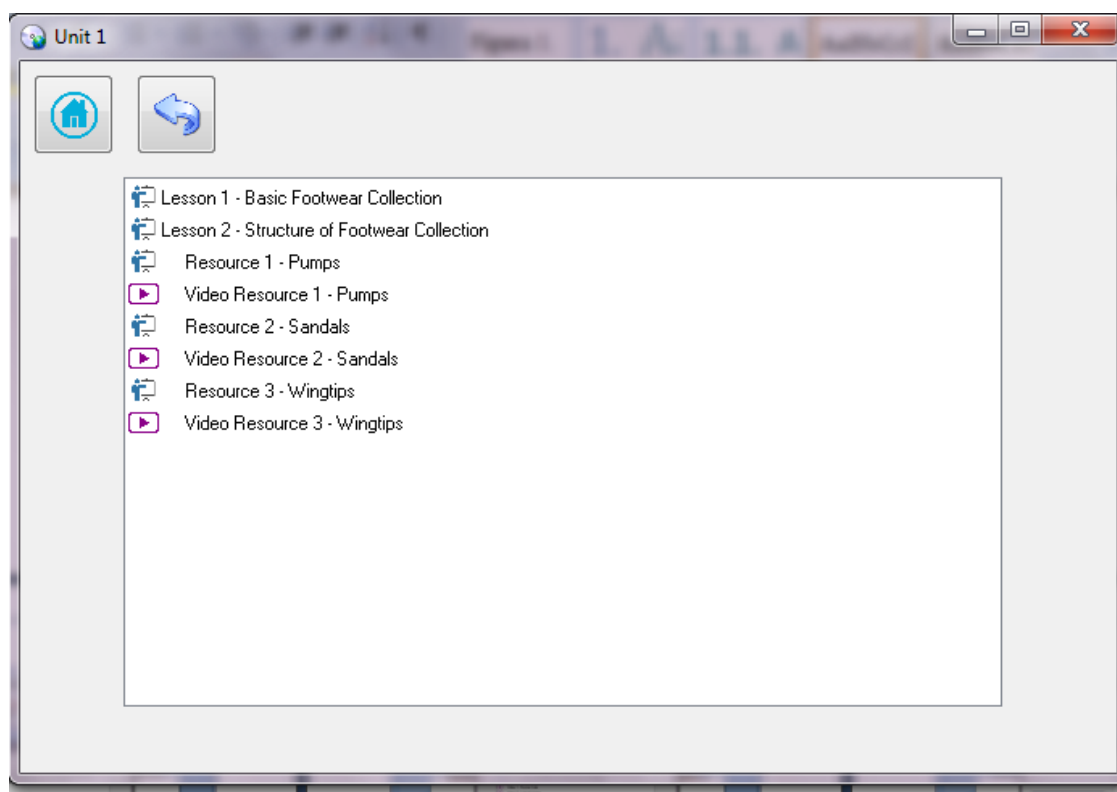 Unit 1
Lesson 1 - Basic Footwear Collection
Lesson 2 - Structure of Footwear Collection
Resource 1 - Pumps
Video Resource 1 - Pumps
Resource 2 - Sandals
Video Resource 2 - Sandals
Resource 3 - Wingtips
Video Resource 3 - Wingtips